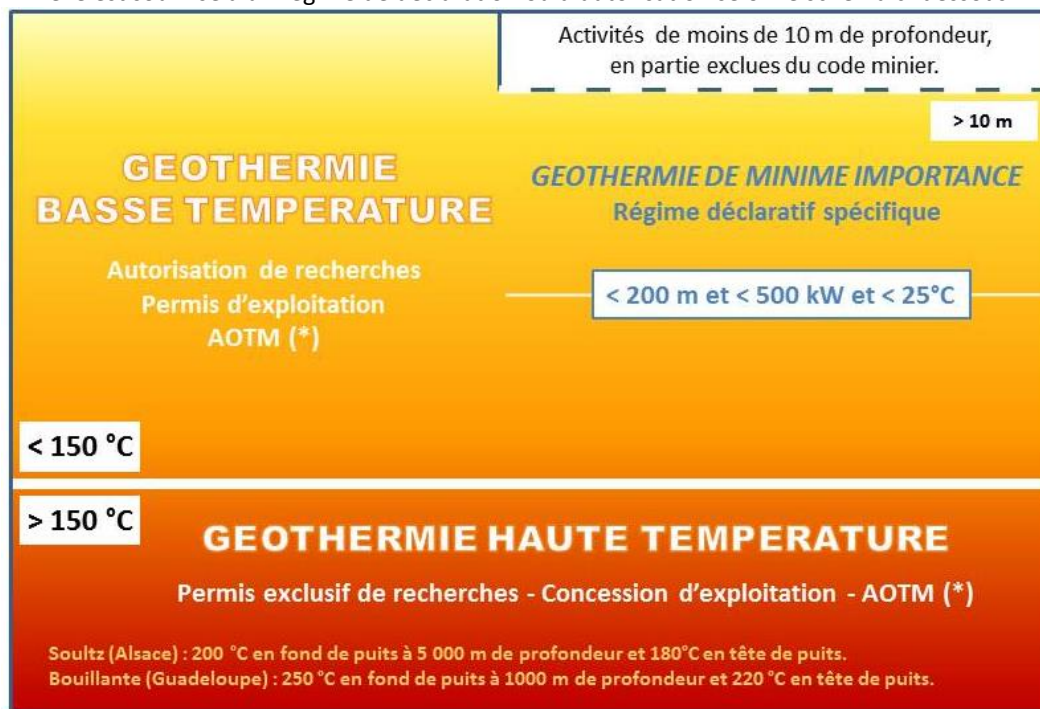 Activités de moins de 10 m de profondeur,
en partie exclues du code minier.
> 10 m
GEOTHERMIE
BASSE TEMPERATURE
Autorisation de recherches
Permis d'exploitation
AOTM (*)
GEOTHERMIE DE MINIME IMPORTANCE
Régime déclaratif spécifique
< 200 m et < 500 kW et < 25°C
< 150 °C
> 150 °C
GEOTHERMIE HAUTE TEMPERATURE
Permis exclusif de recherches - Concession d'exploitation - AOTM (*)
Soultz (Alsace) : 200 °C en fond de puits à 5 000 m de profondeur et 180°C en tête de puits.
Bouillante (Guadeloupe) : 250 °C en fond de puits à 1000 m de profondeur et 220 °C en tête de puits.